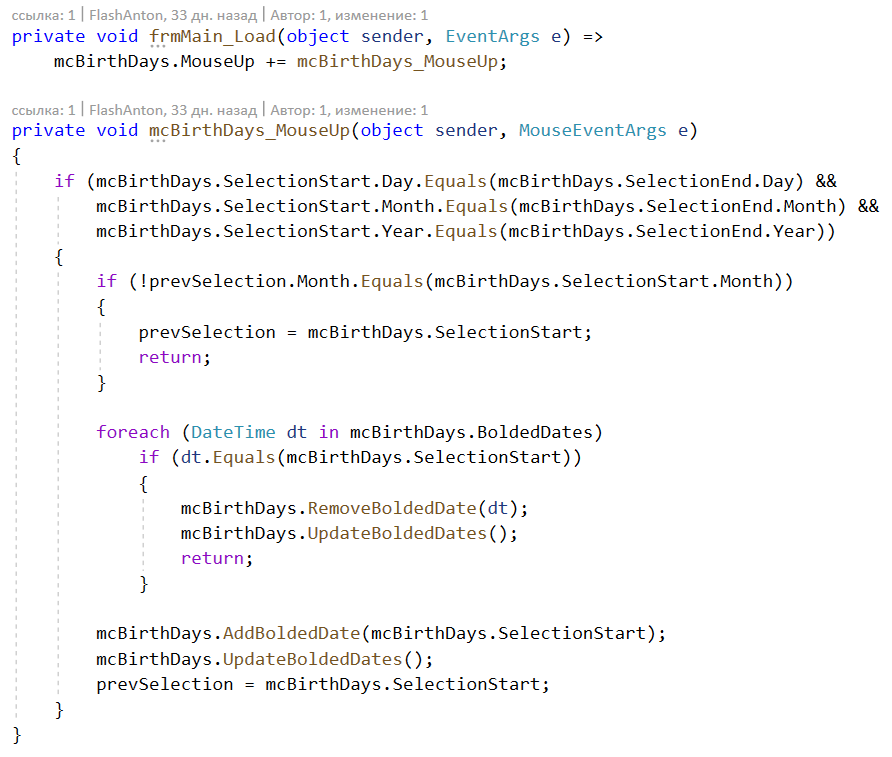 ссылка: 1 | FlashAnton, 33 дн. назад | Автор: 1, изменение: 1
private void frmMain_Load(object sender, EventArgs e) =>
    mcBirthDays.MouseUp += mcBirthDays_MouseUp;

ссылка: 1 | FlashAnton, 33 дн. назад | Автор: 1, изменение: 1
private void mcBirthDays_MouseUp(object sender, MouseEventArgs e)
{
    if (mcBirthDays.SelectionStart.Day.Equals(mcBirthDays.SelectionEnd.Day) &&
        mcBirthDays.SelectionStart.Month.Equals(mcBirthDays.SelectionEnd.Month) &&
        mcBirthDays.SelectionStart.Year.Equals(mcBirthDays.SelectionEnd.Year))
    {
        if (!prevSelection.Month.Equals(mcBirthDays.SelectionStart.Month))
        {
            prevSelection = mcBirthDays.SelectionStart;
            return;
        }

        foreach (DateTime dt in mcBirthDays.BoldedDates)
            if (dt.Equals(mcBirthDays.SelectionStart))
            {
                mcBirthDays.RemoveBoldedDate(dt);
                mcBirthDays.UpdateBoldedDates();
                return;
            }

        mcBirthDays.AddBoldedDate(mcBirthDays.SelectionStart);
        mcBirthDays.UpdateBoldedDates();
        prevSelection = mcBirthDays.SelectionStart;
    }
}